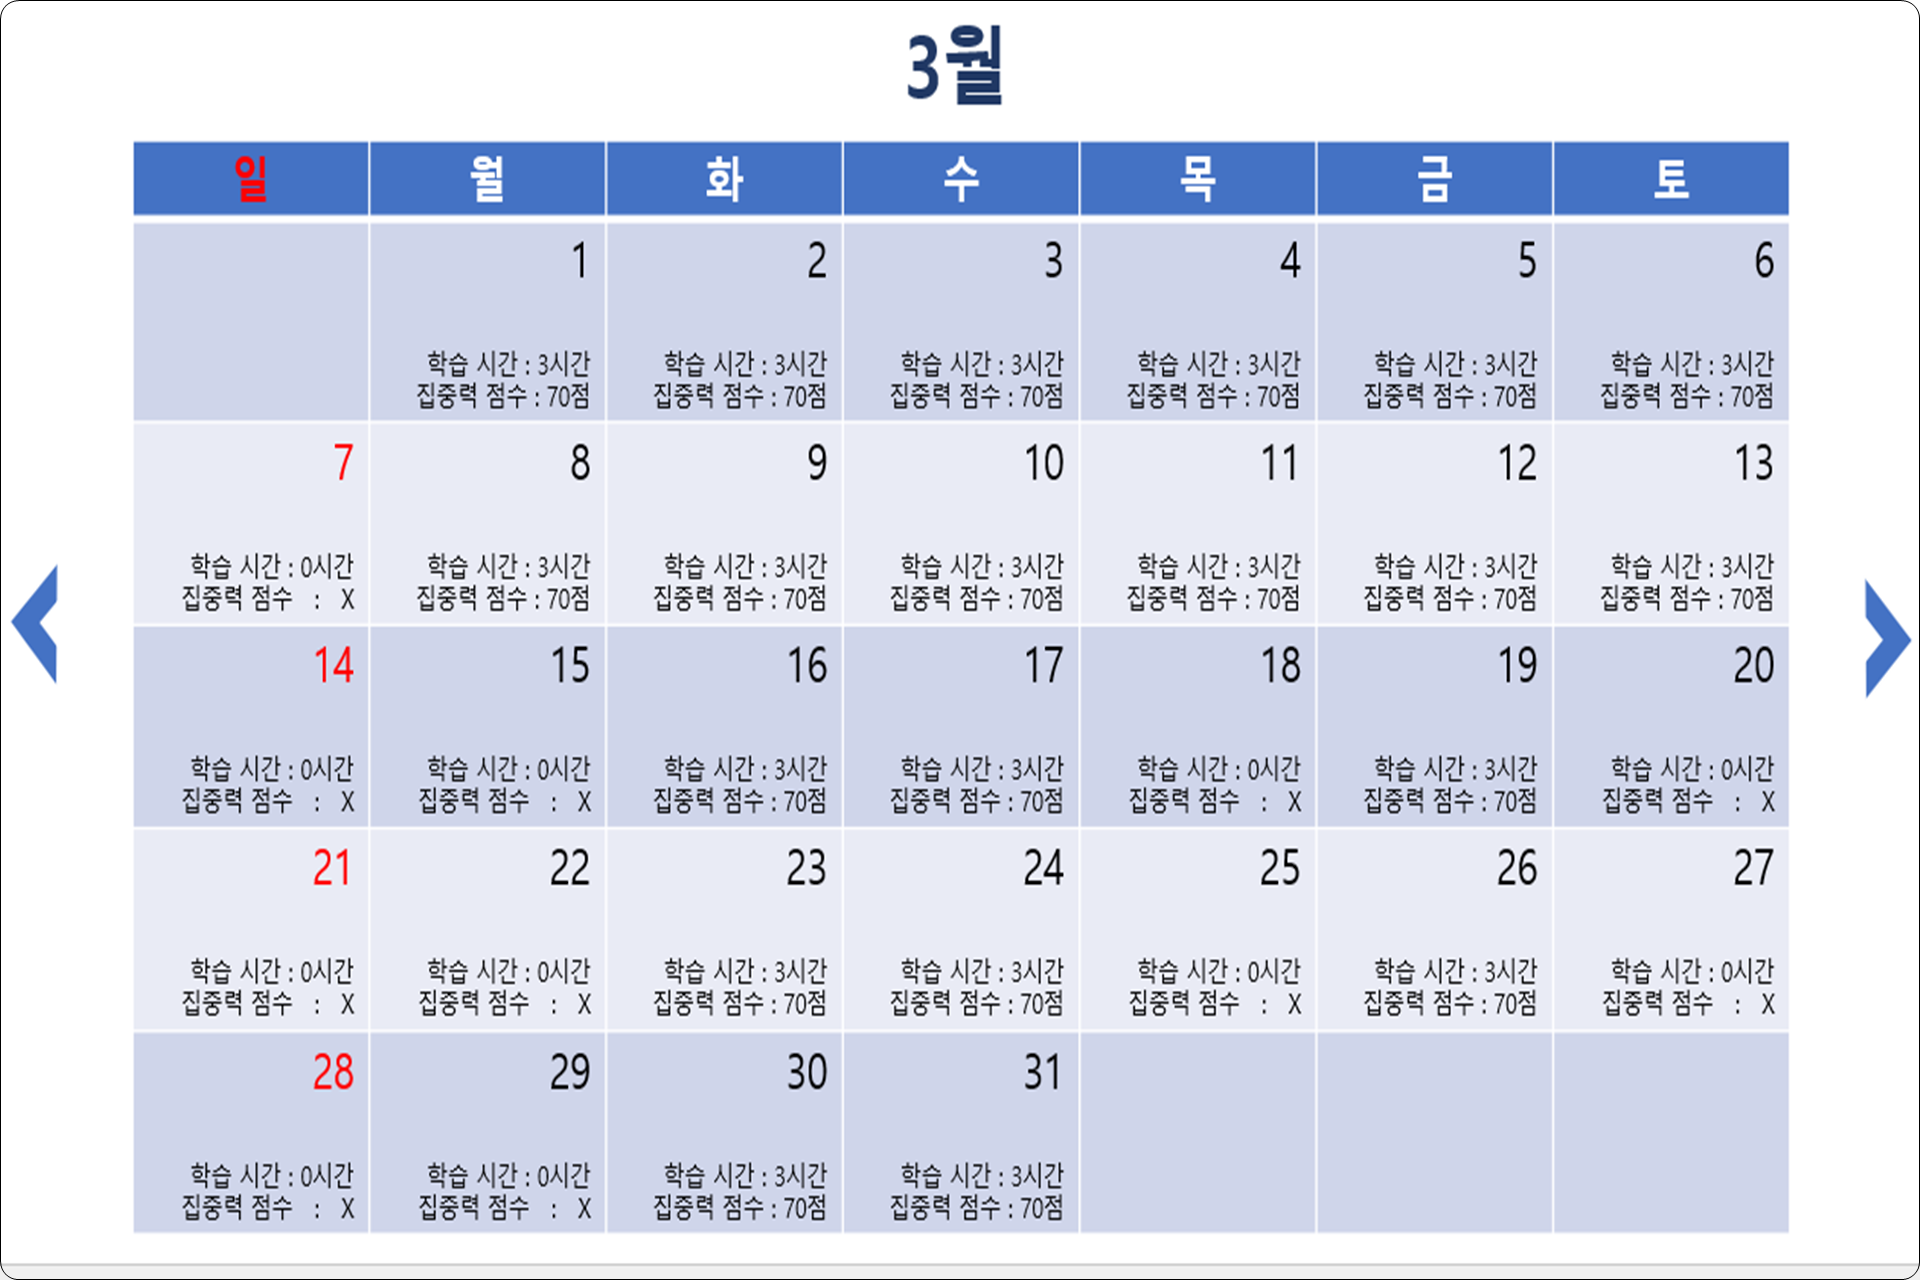 3월
일 월 화 수 목 금 토
1 2 3 4 5 6
학습 시간 : 3시간 학습 시간 : 3시간 학습 시간 : 3시간 학습 시간 : 3시간 학습 시간 : 3시간 학습 시간 : 3시간
집중력 점수 : 70점 집중력 점수 : 70점 집중력 점수 : 70점 집중력 점수 : 70점 집중력 점수 : 70점 집중력 점수 : 70점
7 8 9 10 11 12 13
학습 시간 : 0시간 학습 시간 : 3시간 학습 시간 : 3시간 학습 시간 : 3시간 학습 시간 : 3시간 학습 시간 : 3시간 학습 시간 : 3시간
집중력 점수 : X 집중력 점수 : 70점 집중력 점수 : 70점 집중력 점수 : 70점 집중력 점수 : 70점 집중력 점수 : 70점 집중력 점수 : 70점
14 15 16 17 18 19 20
학습 시간 : 0시간 학습 시간 : 0시간 학습 시간 : 3시간 학습 시간 : 3시간 학습 시간 : 0시간 학습 시간 : 3시간 학습 시간 : 0시간
집중력 점수 : X 집중력 점수 : X 집중력 점수 : 70점 집중력 점수 : 70점 집중력 점수 : X 집중력 점수 : 70점 집중력 점수 : X
21 22 23 24 25 26 27
학습 시간 : 0시간 학습 시간 : 0시간 학습 시간 : 3시간 학습 시간 : 3시간 학습 시간 : 0시간 학습 시간 : 3시간 학습 시간 : 0시간
집중력 점수 : X 집중력 점수 : X 집중력 점수 : 70점 집중력 점수 : 70점 집중력 점수 : X 집중력 점수 : 70점 집중력 점수 : X
28 29 30 31
학습 시간 : 0시간 학습 시간 : 0시간 학습 시간 : 3시간 학습 시간 : 3시간
집중력 점수 : X 집중력 점수 : X 집중력 점수 : 70점 집중력 점수 : 70점